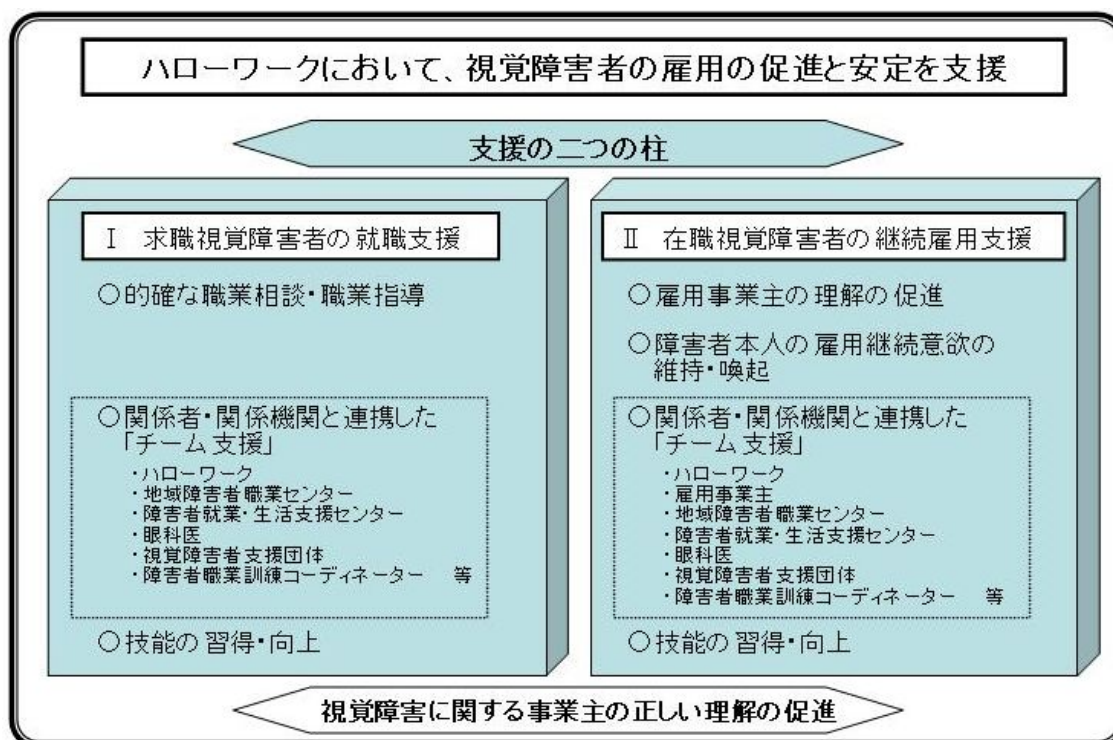 ハローワークにおいて、視覚障害者の雇用の促進と安定を支援
支援の二つの柱
Ⅰ 求職視覚障害者の就職支援
○的確な職業相談・職業指導
○関係者・関係機関と連携した
「チーム支援」
・ハローワーク
・地域障害者職業センター
・障害者就業・生活支援センター
・眼科医
・視覚障害者支援団体
・障害者職業訓練コーディネーター 等
○技能の習得・向上
Ⅱ 在職視覚障害者の継続雇用支援
○雇用事業主の理解の促進
○障害者本人の雇用継続意欲の
維持・喚起
○関係者・関係機関と連携した
「チーム支援」
・ハローワーク
・雇用事業主
・地域障害者職業センター
・障害者就業・生活支援センター
・眼科医
・視覚障害者支援団体
・障害者職業訓練コーディネーター 等
○技能の習得・向上
視覚障害に関する事業主の正しい理解の促進